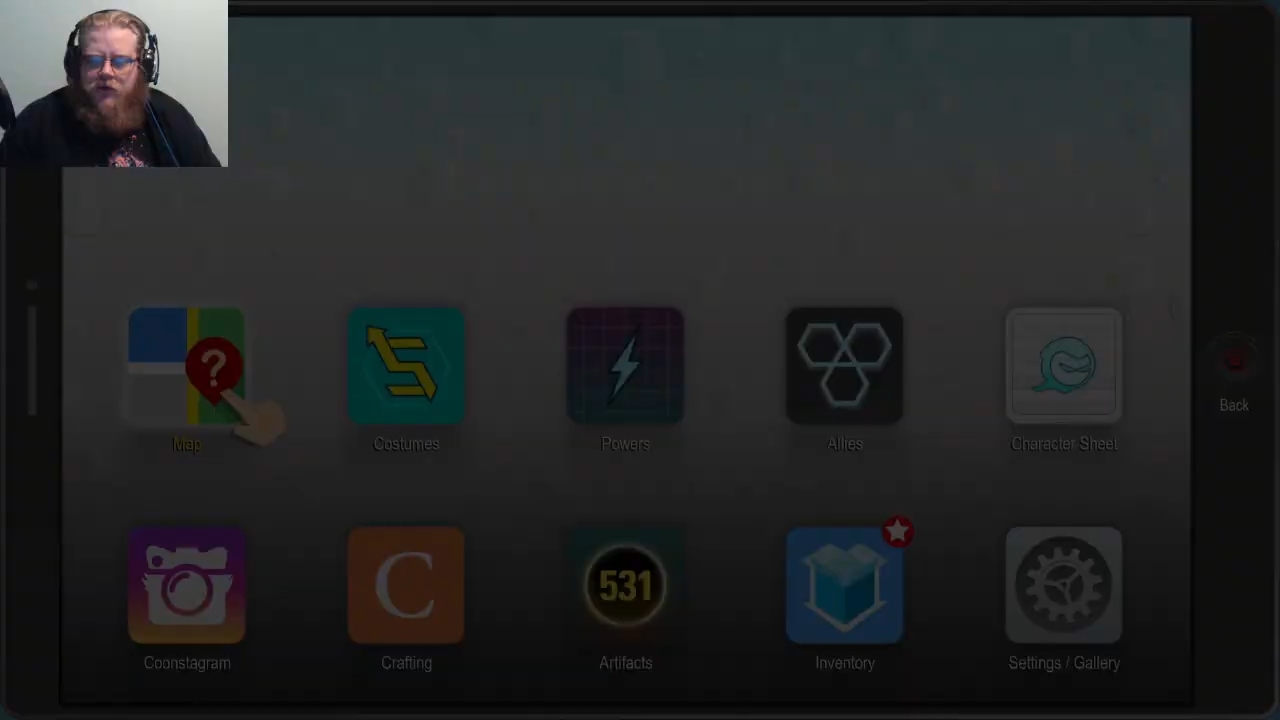 ?
Map
Costumes
Powers
Allies
Character Sheet
Back
C
531
Coonstagram
Crafting
Artifacts
Inventory
Settings / Gallery